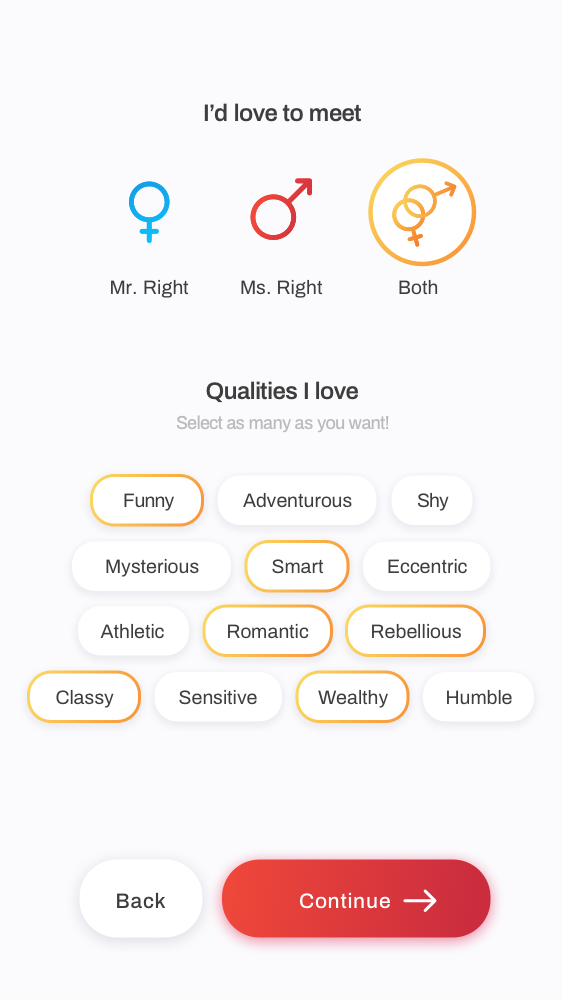 I’d love to meet
Mr. Right Ms. Right Both
Qualities I love
Select as many as you want!
Funny Adventurous Shy
Mysterious Smart Eccentric
Athletic Romantic Rebellious
Classy Sensitive Wealthy Humble
Back Continue